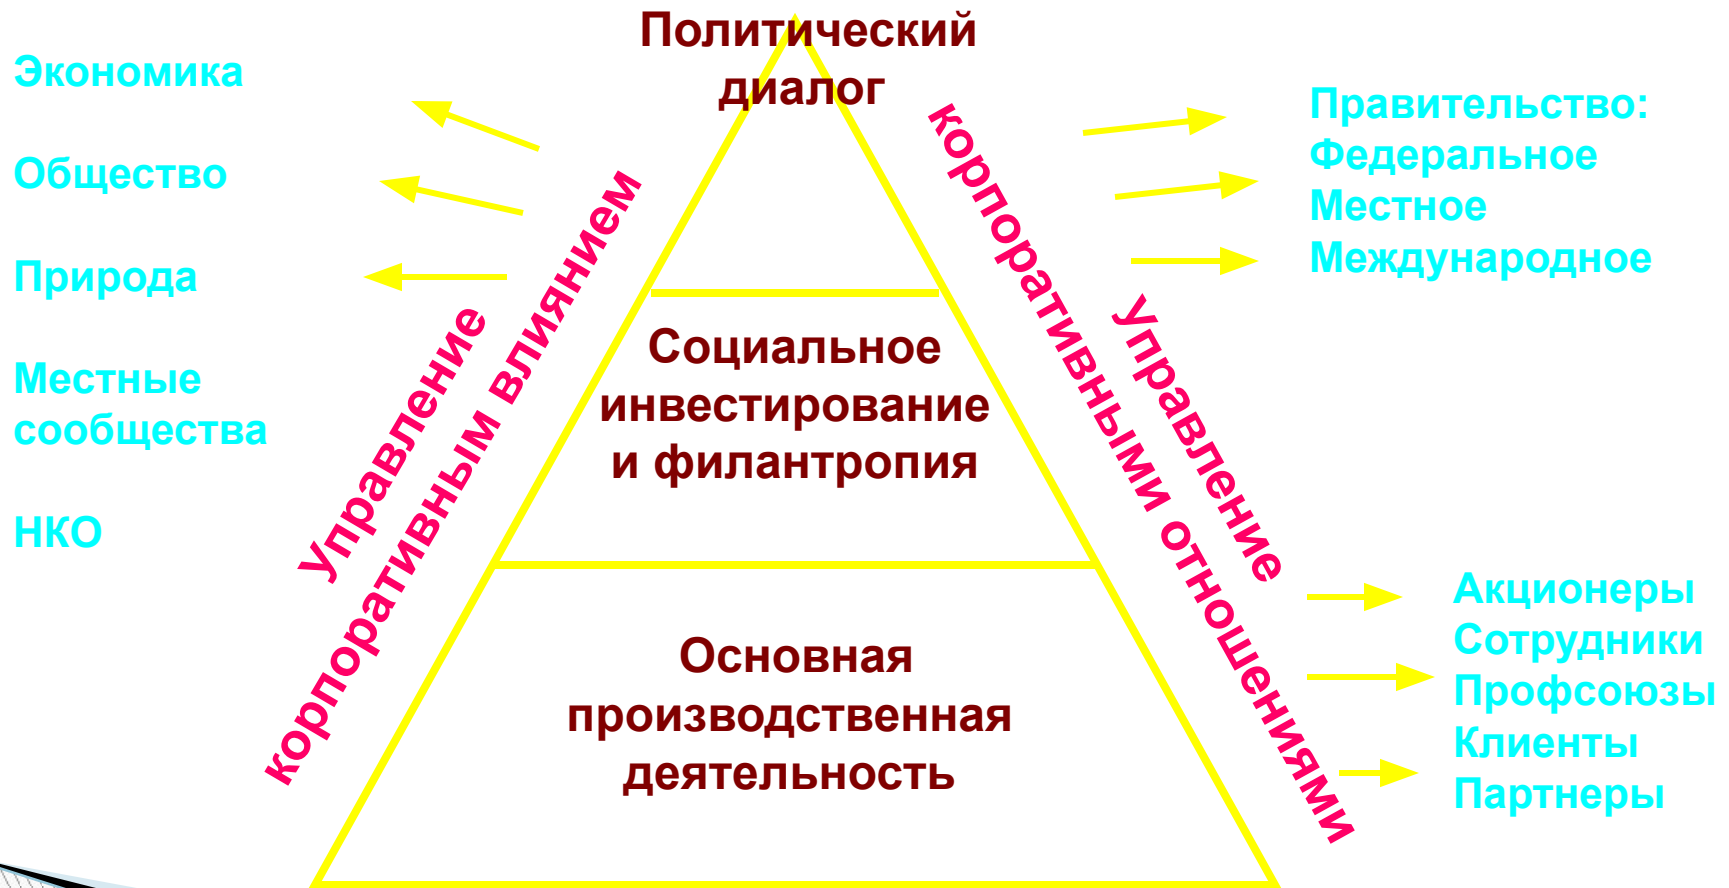 Политический
диалог
Экономика
Общество
Природа
Местные
сообщества
НКО
Управление
корпоративным влиянием
Социальное
инвестирование
и филантропия
Основная
производственная
деятельность
Управление
корпоративными отношениями
Правительство:
Федеральное
Местное
Международное
Акционеры
Сотрудники
Профсоюзы
Клиенты
Партнеры